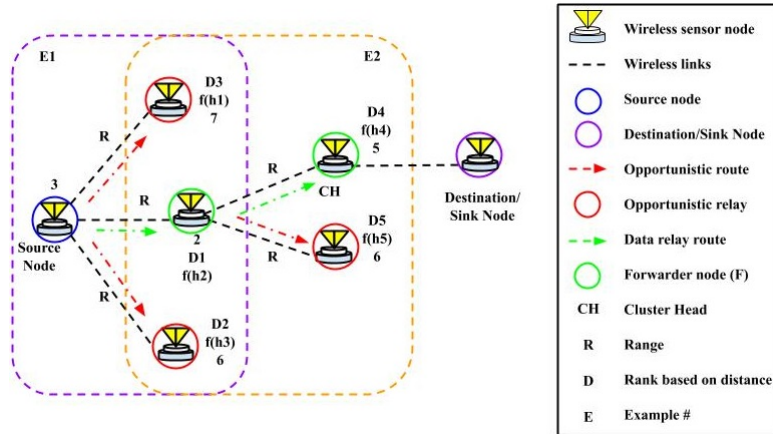 E1
E2
D3
f(h1)
7
D4
f(h4)
5
R
R
3
R
CH
Destination/
Sink Node
Source
Node
2
D1
f(h2)
D5
f(h5)
6
R
R
D2
f(h3)
6
Wireless sensor node
Wireless links
Source node
Destination/Sink Node
Opportunistic route
Opportunistic relay
Data relay route
Forwarder node (F)
CH Cluster Head
R Range
D Rank based on distance
E Example #